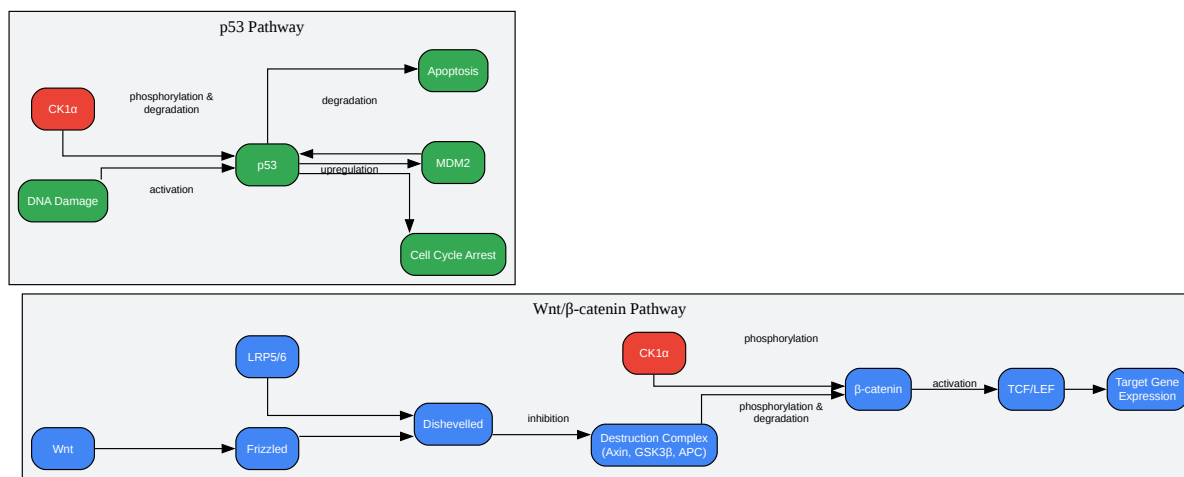 p53 Pathway
Apoptosis
CK1α
phosphorylation &
degradation
degradation
p53
MDM2
upregulation
activation
DNA Damage
Cell Cycle Arrest
Wnt/β-catenin Pathway
LRP5/6
CK1α
phosphorylation
β-catenin
activation
TCF/LEF
Target Gene
Expression
phosphorylation &
degradation
Dishevelled
inhibition
Destruction Complex
(Axin, GSK3β, APC)
Wnt
Frizzled